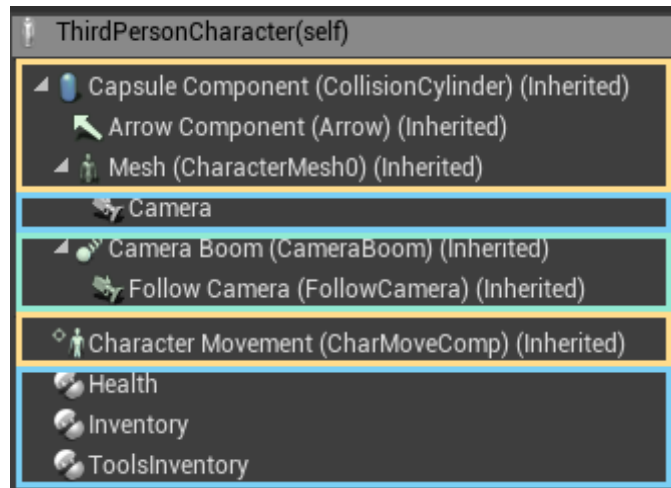 ThirdPersonCharacter(self)
Capsule Component (CollisionCylinder) (Inherited)
Arrow Component (Arrow) (Inherited)
Mesh (CharacterMesh0) (Inherited)
Camera
Camera Boom (CameraBoom) (Inherited)
Follow Camera (FollowCamera) (Inherited)
Character Movement (CharMoveComp) (Inherited)
Health
Inventory
ToolsInventory